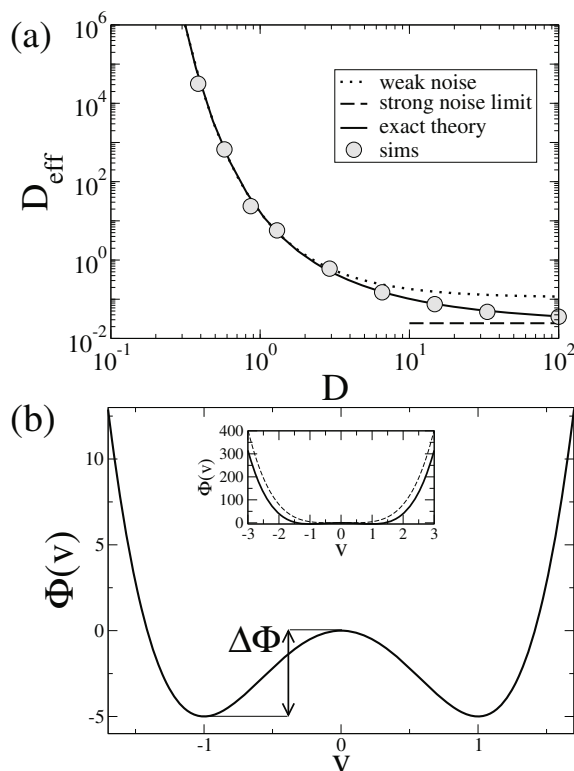 (a)
10^6
10^4
10^2
10^0
10^-2
D_eff
weak noise
strong noise limit
exact theory
sims
10^-1 10^0 10^1 10^2
D
(b)
10
5
0
-5
Φ(v)
ΔΦ
400
300
200
100
0
Φ(v)
-3 -2 -1 0 1 2 3
v
-1 0 1
v